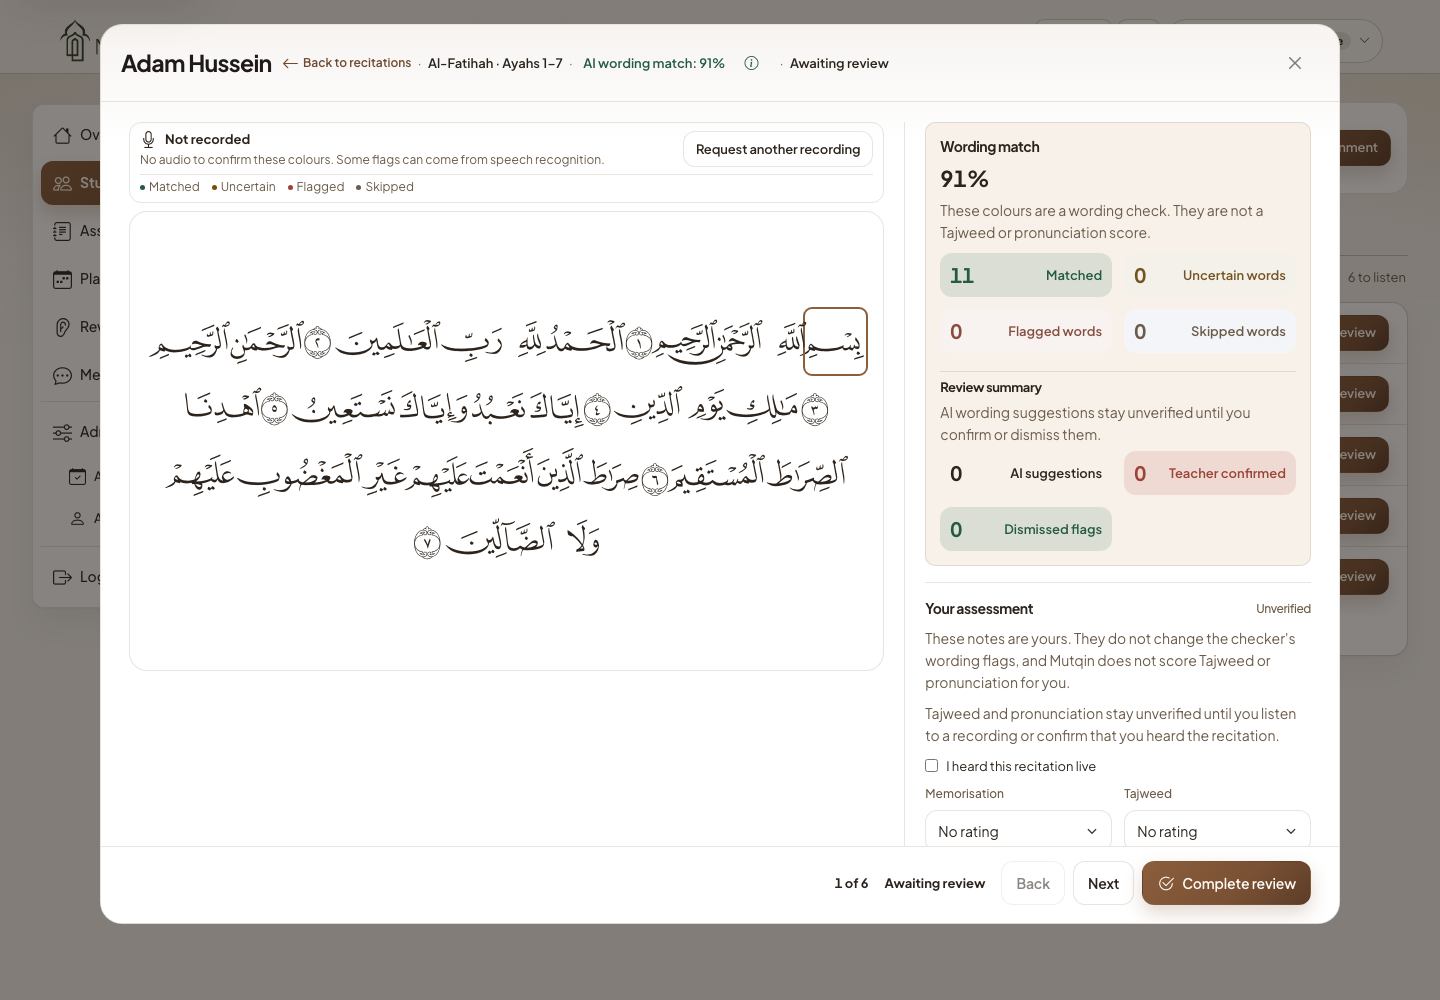 Adam Hussein ← Back to recitations · Al-Fatihah · Ayahs 1–7 · AI wording match: 91% · Awaiting review
Not recorded
No audio to confirm these colours. Some flags can come from speech recognition.
Request another recording
Matched Uncertain Flagged Skipped
بِسْمِ ٱللَّهِ ٱلرَّحْمَٰنِ ٱلرَّحِيمِ ١ ٱلْحَمْدُ لِلَّهِ رَبِّ ٱلْعَٰلَمِينَ ٢ ٱلرَّحْمَٰنِ ٱلرَّحِيمِ
٣ مَٰلِكِ يَوْمِ ٱلدِّينِ ٤ إِيَّاكَ نَعْبُدُ وَإِيَّاكَ نَسْتَعِينُ ٥ ٱهْدِنَا
ٱلصِّرَٰطَ ٱلْمُسْتَقِيمَ ٦ صِرَٰطَ ٱلَّذِينَ أَنْعَمْتَ عَلَيْهِمْ غَيْرِ ٱلْمَغْضُوبِ عَلَيْهِمْ
وَلَا ٱلضَّآلِّينَ ٧
Wording match
91%
These colours are a wording check. They are not a
Tajweed or pronunciation score.
11 Matched
0 Uncertain words
0 Flagged words
0 Skipped words
Review summary
AI wording suggestions stay unverified until you
confirm or dismiss them.
0 AI suggestions
0 Teacher confirmed
0 Dismissed flags
Your assessment
Unverified
These notes are yours. They do not change the checker's
wording flags, and Mutqin does not score Tajweed or
pronunciation for you.
Tajweed and pronunciation stay unverified until you listen
to a recording or confirm that you heard the recitation.
I heard this recitation live
Memorisation
Tajweed
No rating
No rating
1 of 6 Awaiting review Back Next Complete review
6 to listen